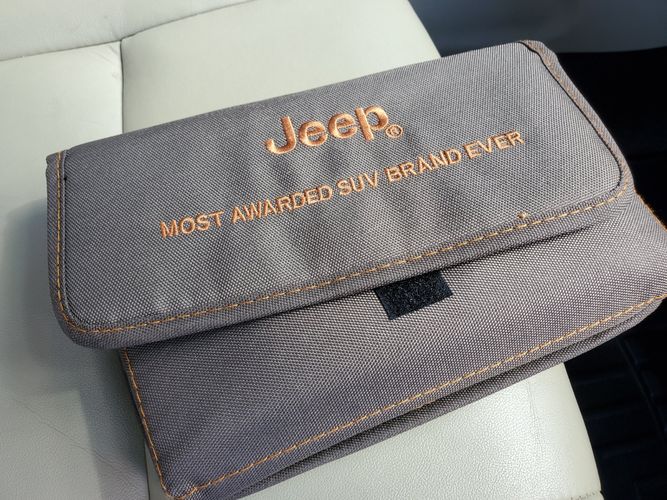 Jeep®
MOST AWARDED SUV BRAND EVER